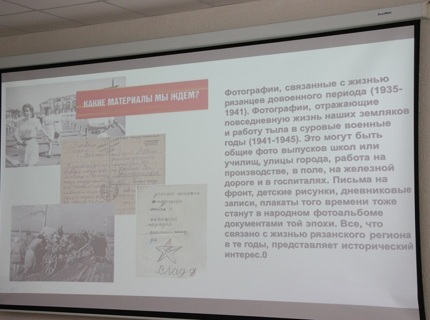 ...КАКИЕ МАТЕРИАЛЫ МЫ ЖДЕМ?
Фотографии, связанные с жизнью
рязанцев довоенного периода (1935-
1941). Фотографии, отражающие
повседневную жизнь наших земляков
и работу тыла в суровые военные
годы (1941-1945). Это могут быть
общие фото выпусков школ или
училищ, улицы города, работа на
производстве, в поле, на железной
дороге и в госпиталях. Письма на
фронт, детские рисунки, дневниковые
записи, плакаты того времени тоже
станут в народном фотоальбоме
документами той эпохи. Все, что
связано с жизнью рязанского региона
в те годы, представляет исторический
интерес.0